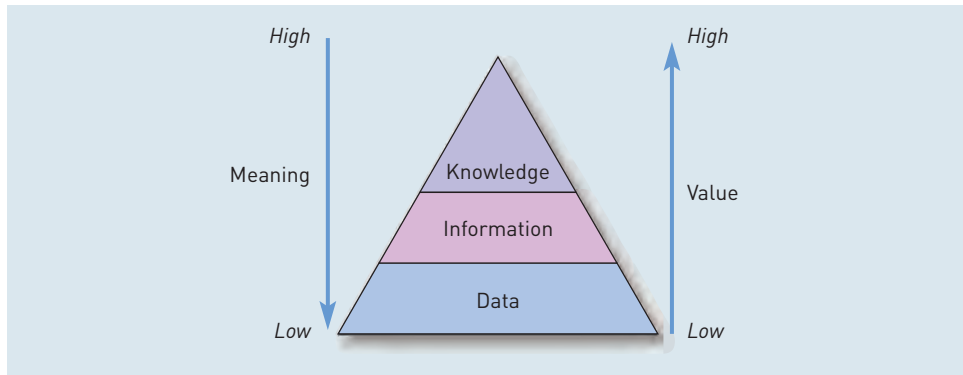 High
High
Meaning
Knowledge
Value
Information
Data
Low
Low